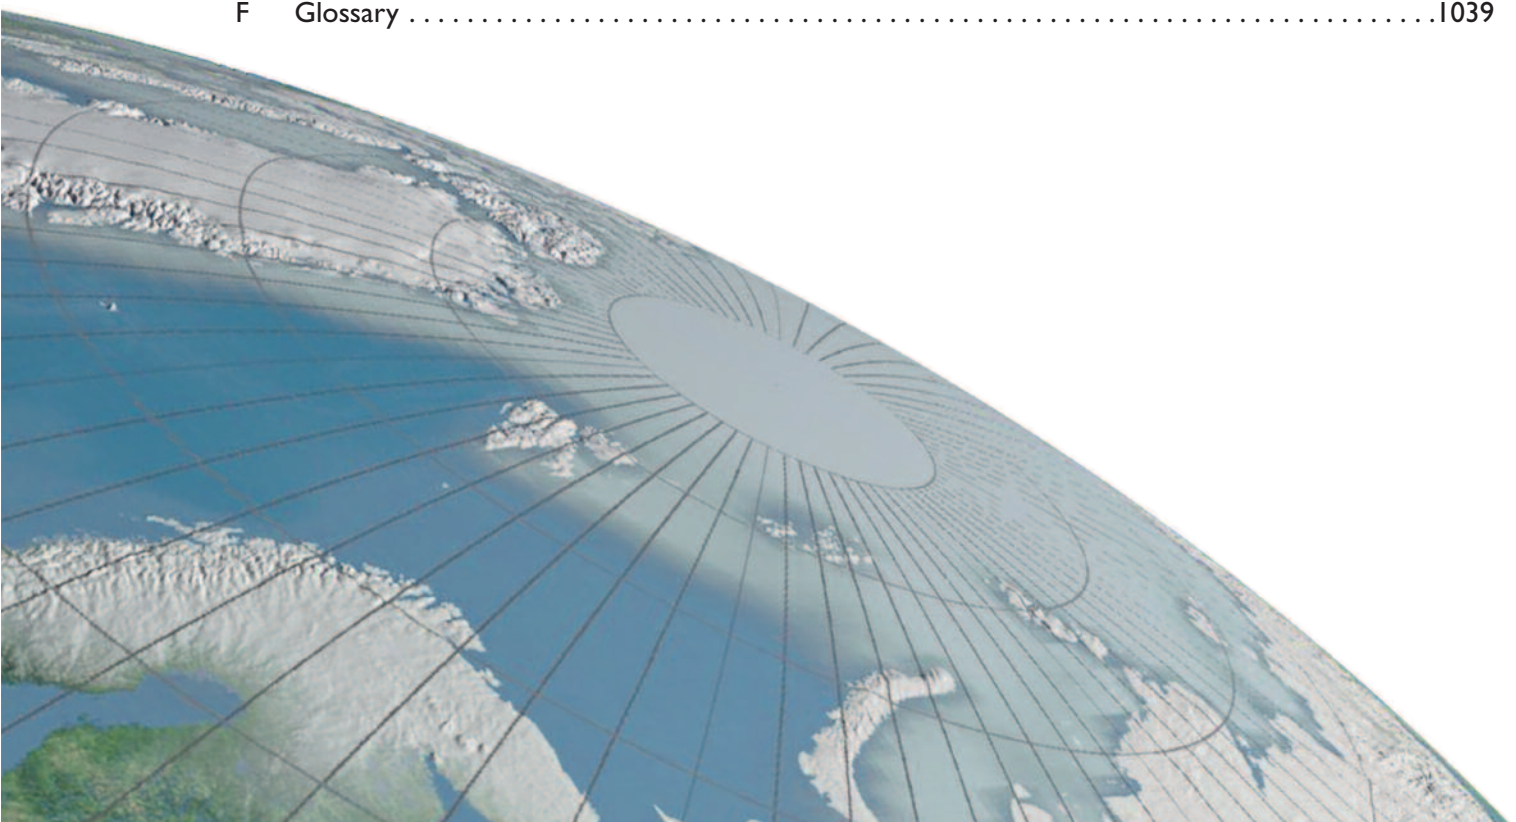 F Glossary . . . . . . . . . . . . . . . . . . . . . . . . . . . . . . . . . . . . . . . . . . . . . . . . . . . . . . . . . . . . . . . . . . . . . . . . . . . . . . . . .1039